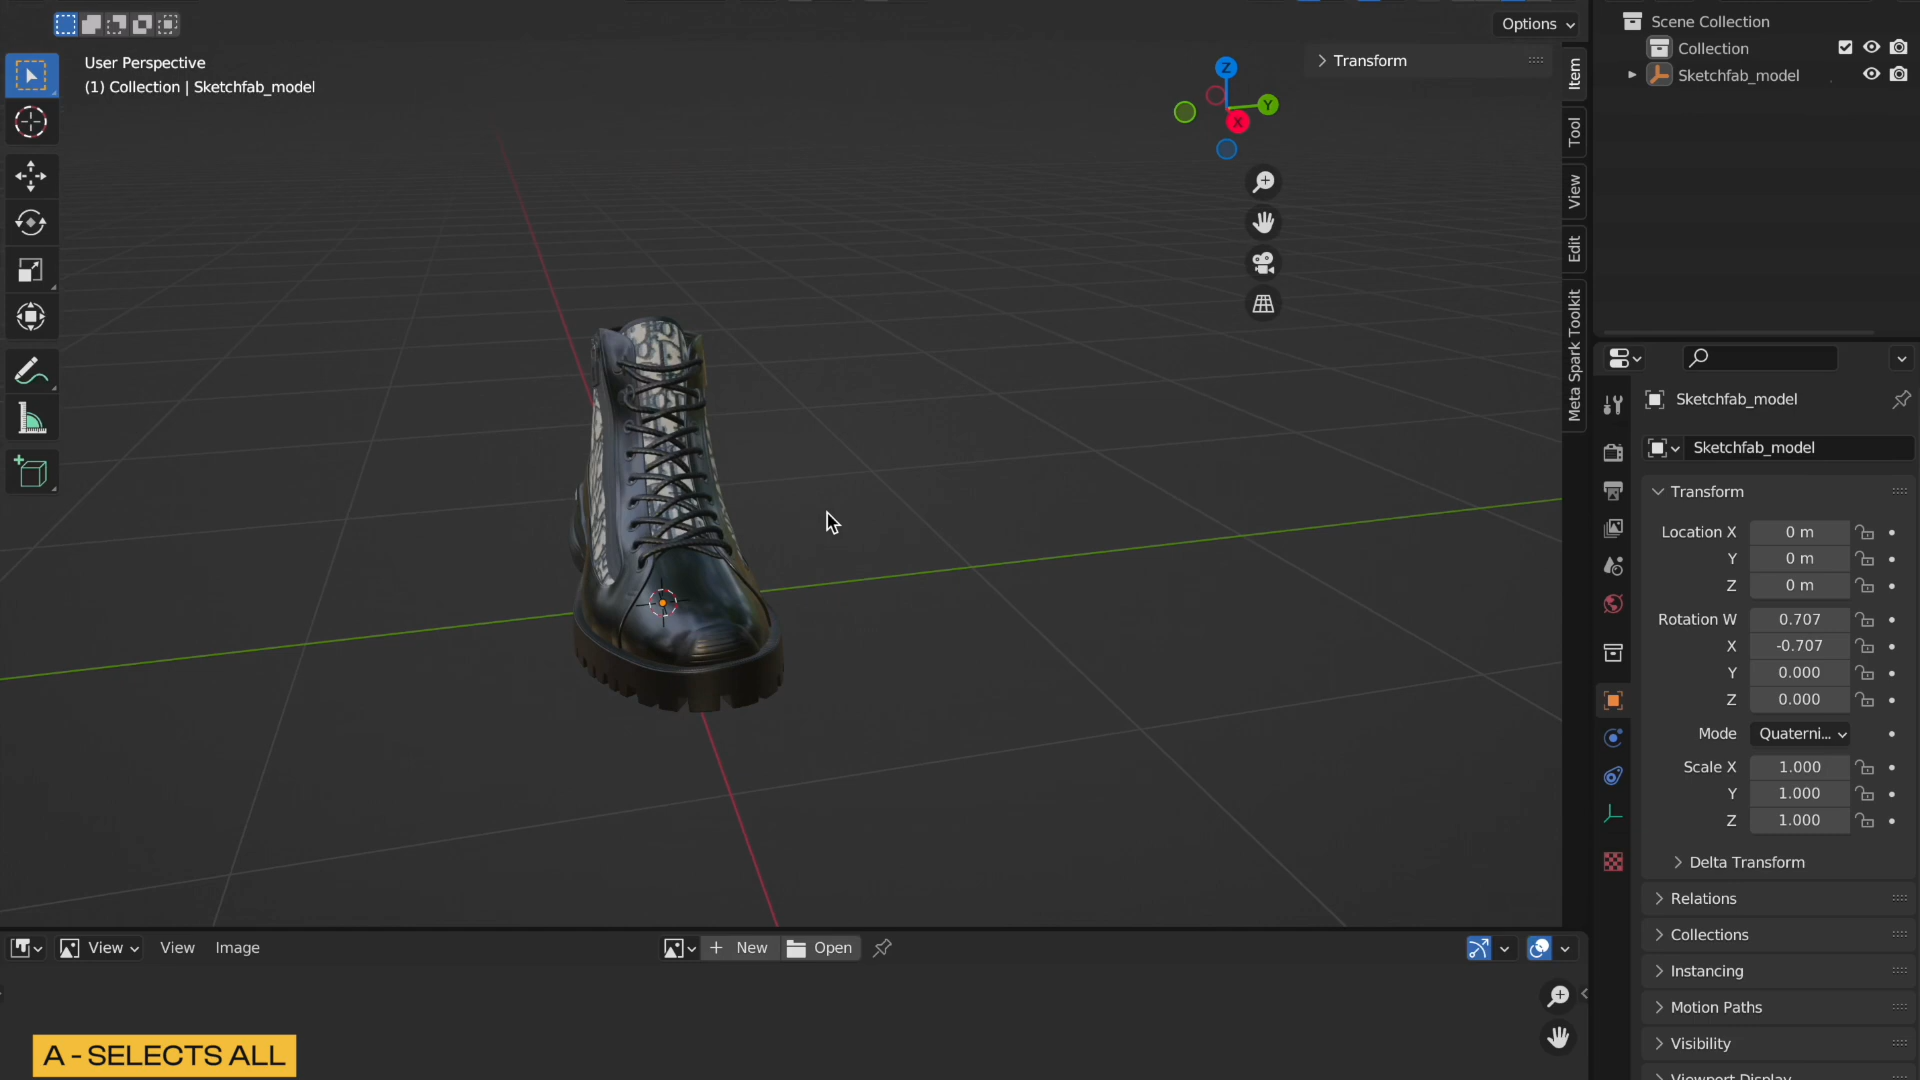 Options
User Perspective
(1) Collection | Sketchfab_model
Z
Y
X
Transform
Item
Tool
View
Edit
Meta Spark Toolkit
Scene Collection
Collection
Sketchfab_model
Sketchfab_model
Sketchfab_model
Transform
Location X 0 m
Y 0 m
Z 0 m
Rotation W 0.707
X -0.707
Y 0.000
Z 0.000
Mode Quaterni...
Scale X 1.000
Y 1.000
Z 1.000
Delta Transform
Relations
Collections
Instancing
Motion Paths
Visibility
Viewport Display
View View Image New Open
A - SELECTS ALL